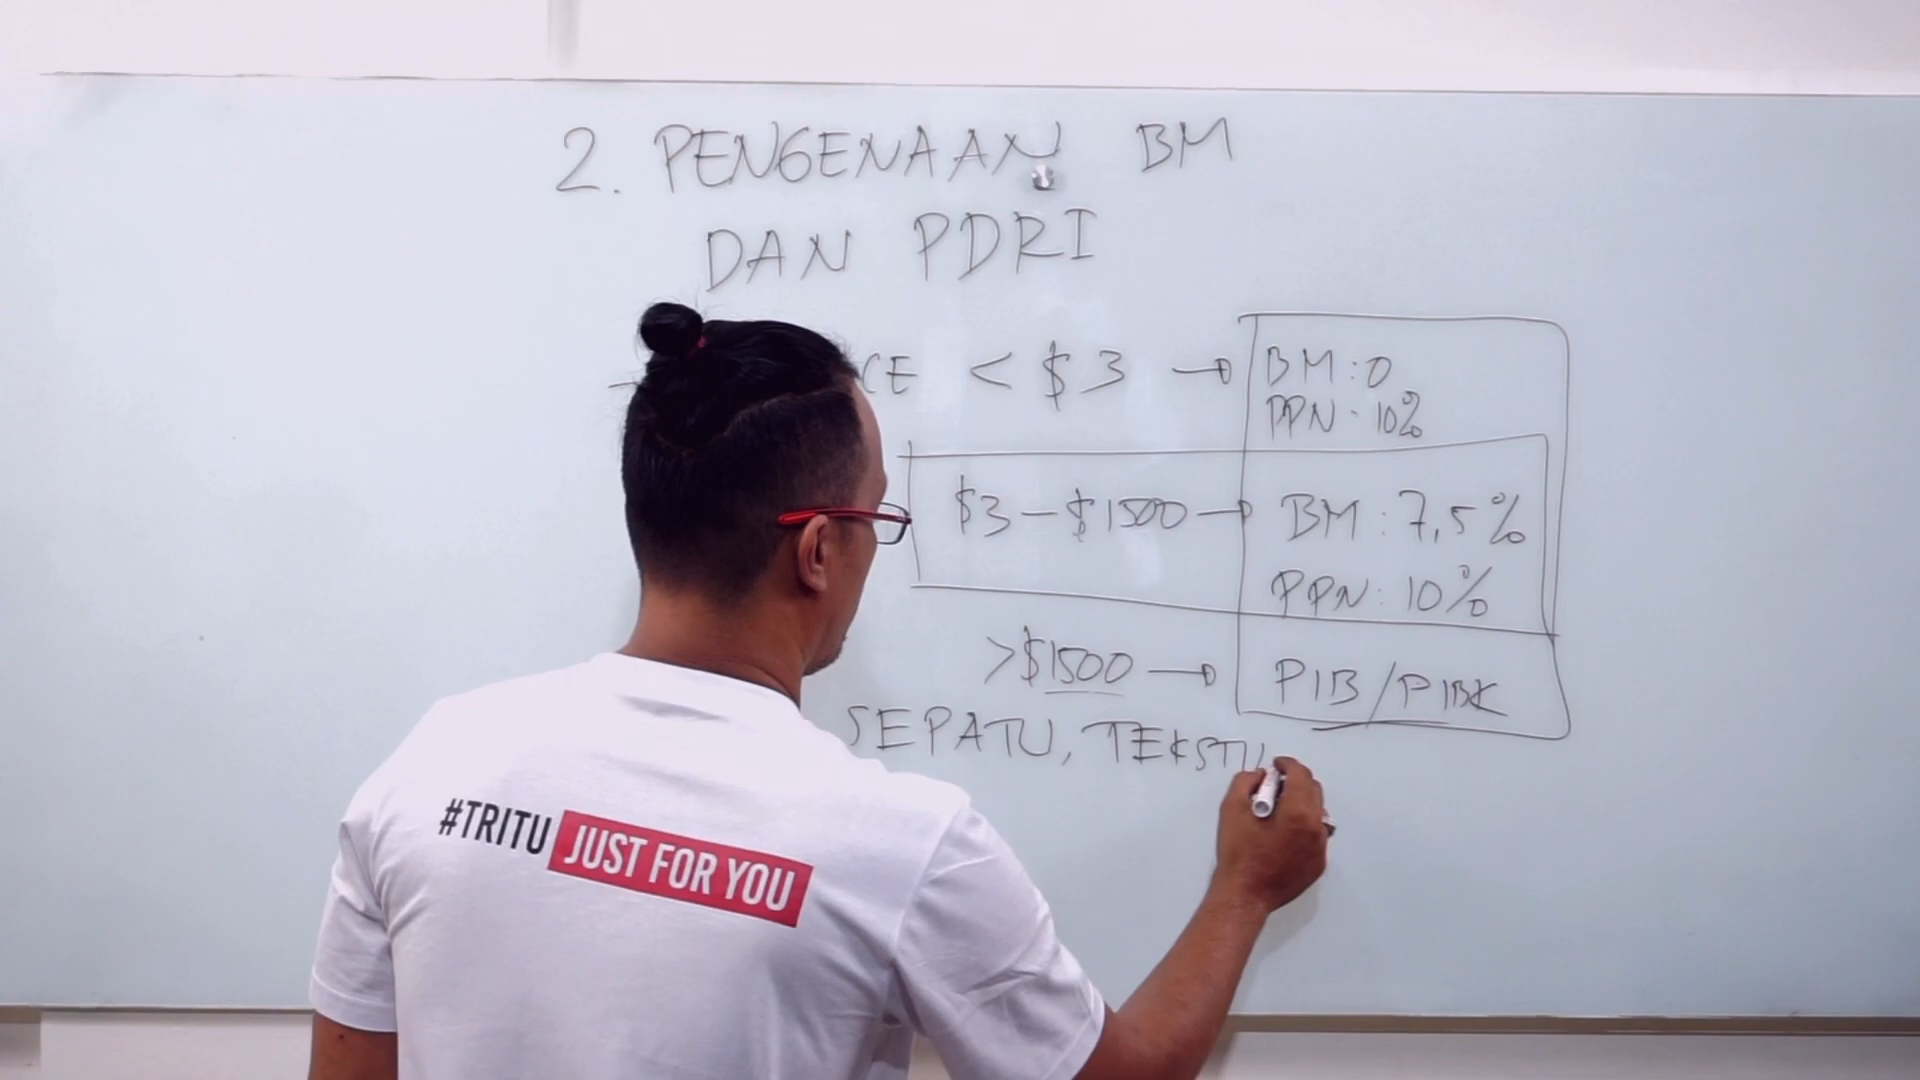 2. PENGENAAN BM
DAN PDRI
< $3 → BM : 0
PPN : 10%
$3 – $1500 → BM : 7,5%
PPN : 10%
>$1500 → PIB / PIBK
SEPATU, TEKSTI
#TRITU JUST FOR YOU